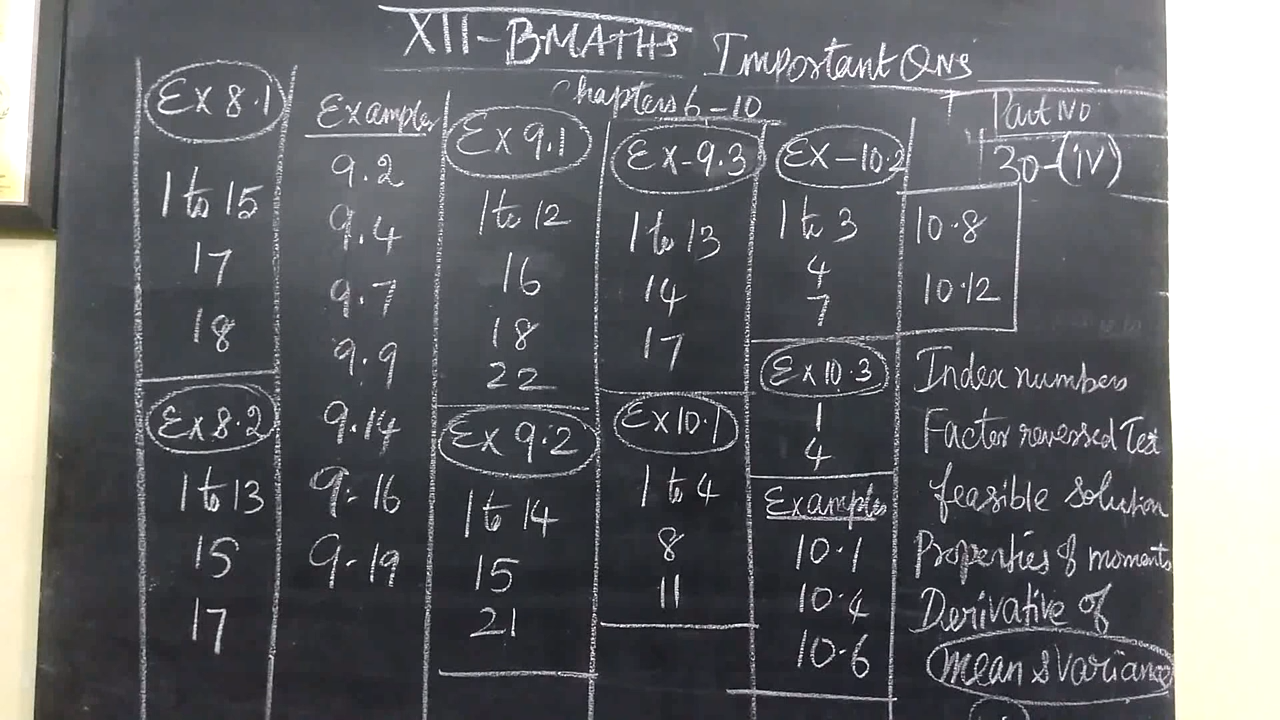 XII-B.MATHS Important Qns
Chapters 6-10
Part No
30-(iv)
Ex 8.1
1 to 15
17
18
Ex 8.2
1 to 13
15
17
Examples
9.2
9.4
9.7
9.9
9.14
9.16
9.19
Ex 9.1
1 to 12
16
18
22
Ex 9.2
1 to 14
15
21
Ex-9.3
1 to 13
14
17
Ex 10.1
1 to 4
8
11
Ex-10.2
1 to 3
4
7
Ex 10.3
1
4
Examples
10.1
10.4
10.6
10.8
10.12
Index numbers
Factor reversed Test
feasible solution
Properties of moments
Derivative of
mean & Variance